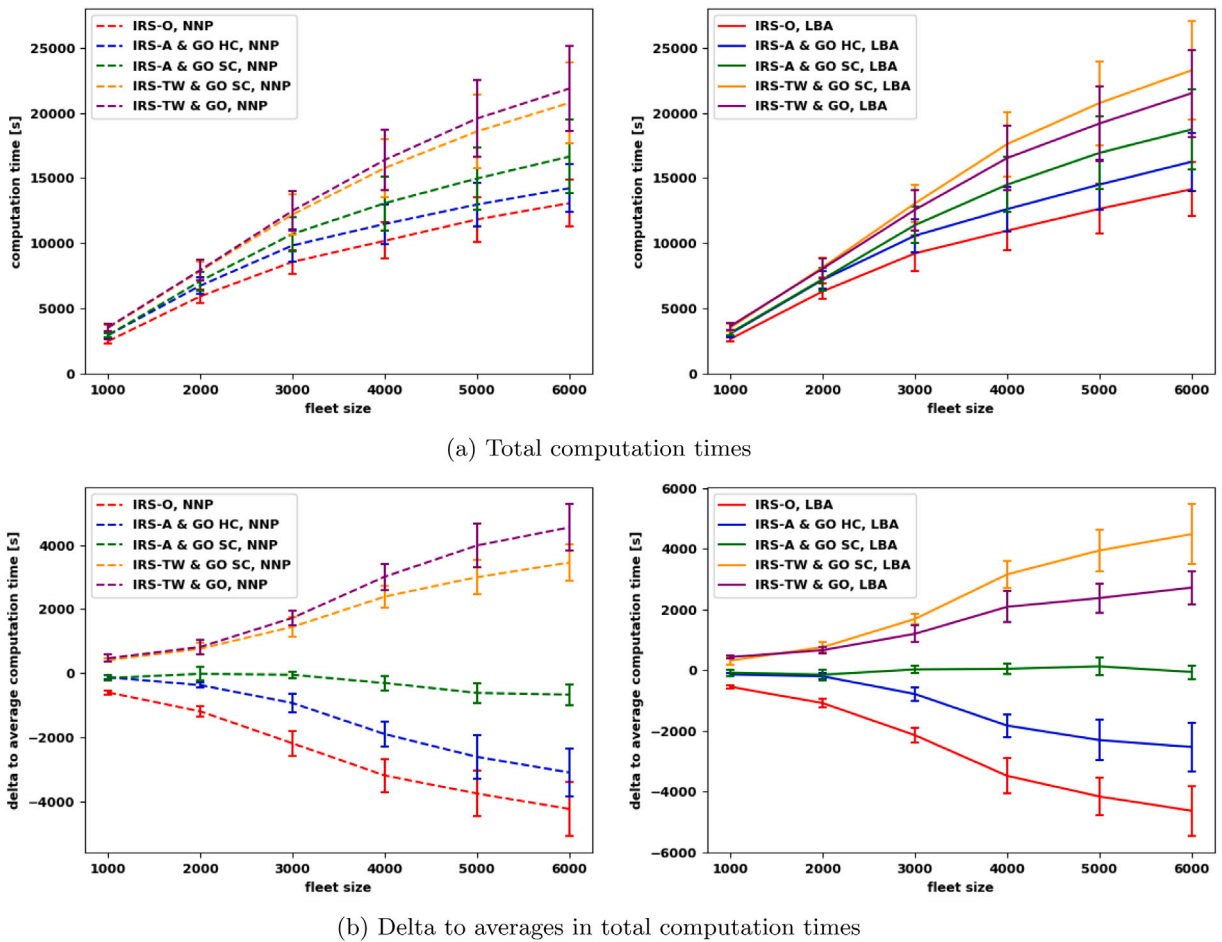 25000
20000
15000
10000
5000
0
computation time [s]
IRS-O, NNP
IRS-A & GO HC, NNP
IRS-A & GO SC, NNP
IRS-TW & GO SC, NNP
IRS-TW & GO, NNP
1000 2000 3000 4000 5000 6000
fleet size
25000
20000
15000
10000
5000
0
computation time [s]
IRS-O, LBA
IRS-A & GO HC, LBA
IRS-A & GO SC, LBA
IRS-TW & GO SC, LBA
IRS-TW & GO, LBA
1000 2000 3000 4000 5000 6000
fleet size
(a) Total computation times
4000
2000
0
−2000
−4000
delta to average computation time [s]
IRS-O, NNP
IRS-A & GO HC, NNP
IRS-A & GO SC, NNP
IRS-TW & GO SC, NNP
IRS-TW & GO, NNP
1000 2000 3000 4000 5000 6000
fleet size
6000
4000
2000
0
−2000
−4000
−6000
delta to average computation time [s]
IRS-O, LBA
IRS-A & GO HC, LBA
IRS-A & GO SC, LBA
IRS-TW & GO SC, LBA
IRS-TW & GO, LBA
1000 2000 3000 4000 5000 6000
fleet size
(b) Delta to averages in total computation times